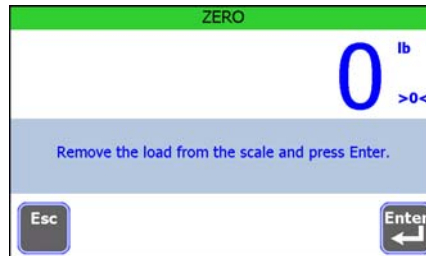 ZERO
0 lb
>0<
Remove the load from the scale and press Enter.
Esc
Enter